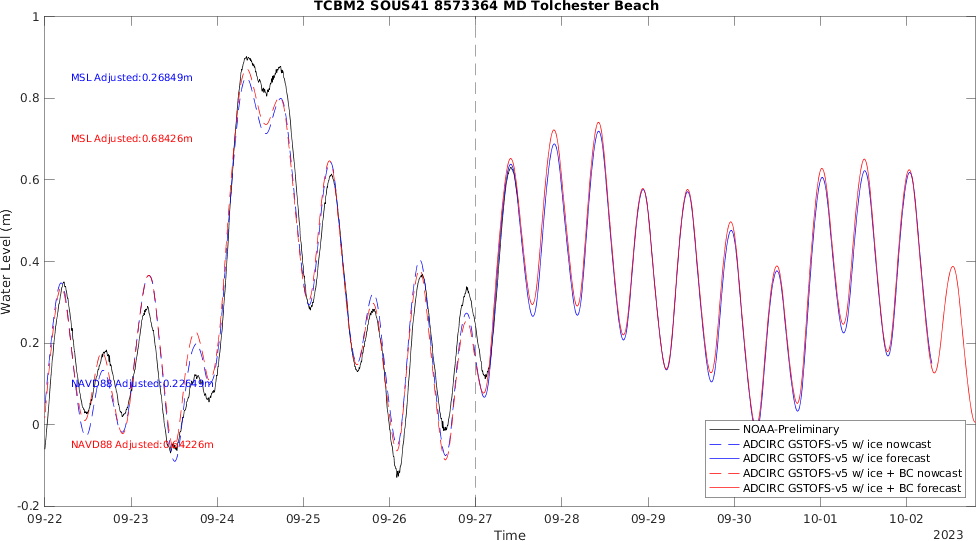 TCBM2 SOUS41 8573364 MD Tolchester Beach
1
0.8
0.6
0.4
0.2
0
-0.2
Water Level (m)
MSL Adjusted:0.26849m
MSL Adjusted:0.68426m
NAVD88 Adjusted:0.22649m
NAVD88 Adjusted:0.64226m
NOAA-Preliminary
ADCIRC GSTOFS-v5 w/ ice nowcast
ADCIRC GSTOFS-v5 w/ ice forecast
ADCIRC GSTOFS-v5 w/ ice + BC nowcast
ADCIRC GSTOFS-v5 w/ ice + BC forecast
09-22 09-23 09-24 09-25 09-26 09-27 09-28 09-29 09-30 10-01 10-02
Time
2023